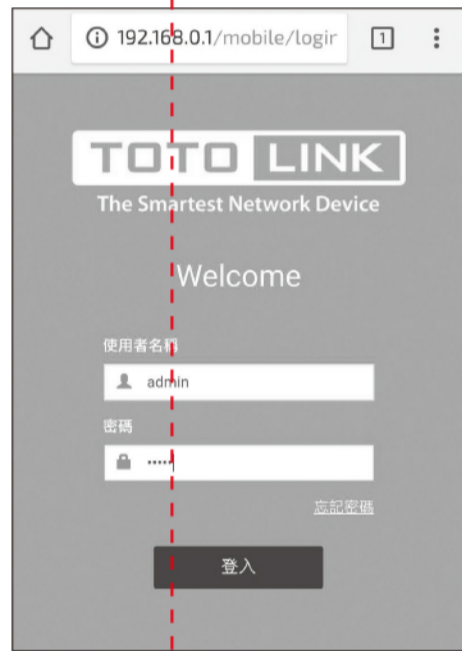 192.168.0.1/mobile/logir
1
TOTO LINK
The Smartest Network Device
Welcome
使用者名稱
admin
密碼
•••••
忘記密碼
登入